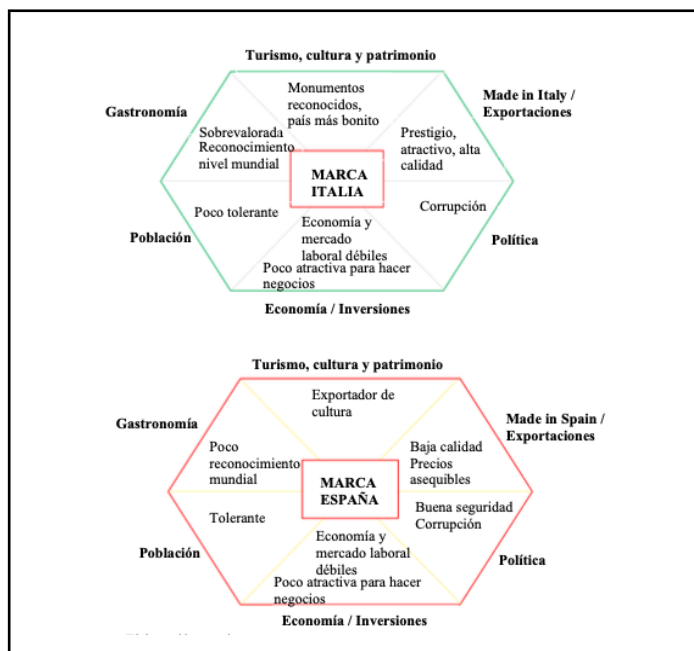 Turismo, cultura y patrimonio
Monumentos
reconocidos,
país más bonito
Gastronomía
Made in Italy /
Exportaciones
Sobrevalorada
Reconocimiento
nivel mundial
Prestigio,
atractivo, alta
calidad
MARCA
ITALIA
Poco tolerante
Corrupción
Población
Economía y
mercado
laboral débiles
Poco atractiva para hacer
negocios
Política
Economía / Inversiones
Turismo, cultura y patrimonio
Exportador de
cultura
Gastronomía
Made in Spain /
Exportaciones
Poco
reconocimiento
mundial
Baja calidad
Precios
asequibles
MARCA
ESPAÑA
Tolerante
Buena seguridad
Corrupción
Población
Economía y
mercado laboral
débiles
Poco atractiva para hacer
negocios
Política
Economía / Inversiones